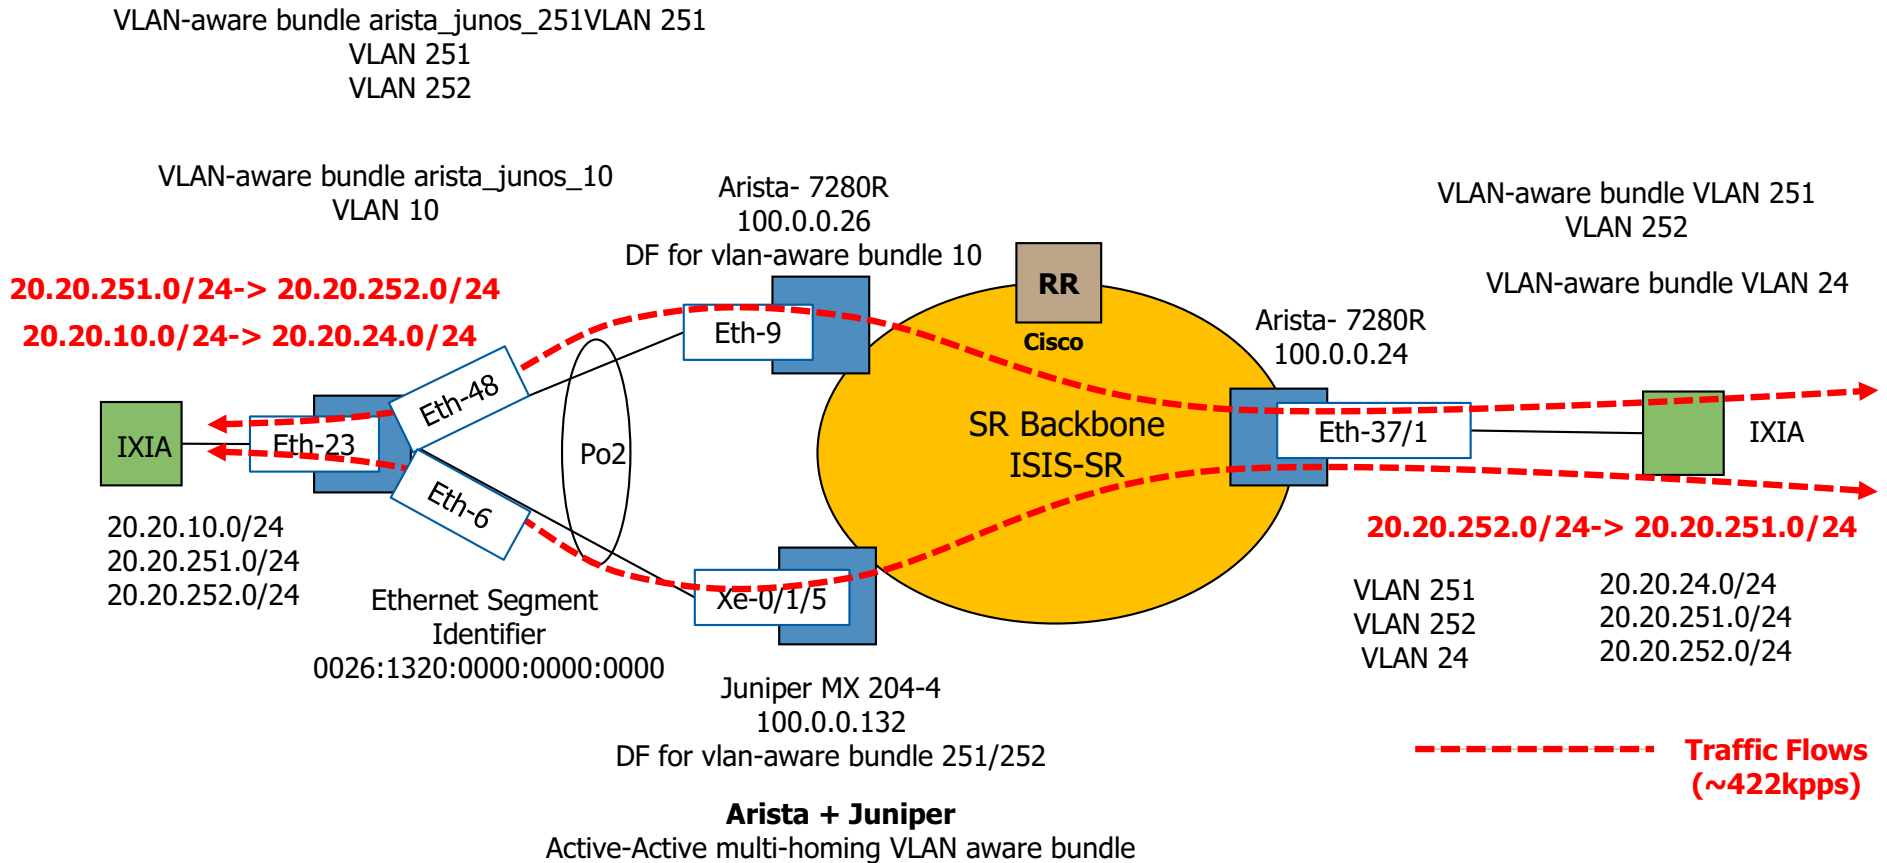 VLAN-aware bundle arista_junos_251VLAN 251
VLAN 251
VLAN 252
VLAN-aware bundle arista_junos_10
VLAN 10
Arista- 7280R
100.0.0.26
DF for vlan-aware bundle 10
VLAN-aware bundle VLAN 251
VLAN 252
VLAN-aware bundle VLAN 24
20.20.251.0/24-> 20.20.252.0/24
20.20.10.0/24-> 20.20.24.0/24
RR
Cisco
Arista- 7280R
100.0.0.24
Eth-9
Eth-48
IXIA
Eth-23
Po2
Eth-6
SR Backbone
ISIS-SR
Eth-37/1
IXIA
20.20.10.0/24
20.20.251.0/24
20.20.252.0/24
Ethernet Segment
Identifier
0026:1320:0000:0000:0000
Xe-0/1/5
Juniper MX 204-4
100.0.0.132
DF for vlan-aware bundle 251/252
20.20.252.0/24-> 20.20.251.0/24
VLAN 251
VLAN 252
VLAN 24
20.20.24.0/24
20.20.251.0/24
20.20.252.0/24
Traffic Flows
(~422kpps)
Arista + Juniper
Active-Active multi-homing VLAN aware bundle